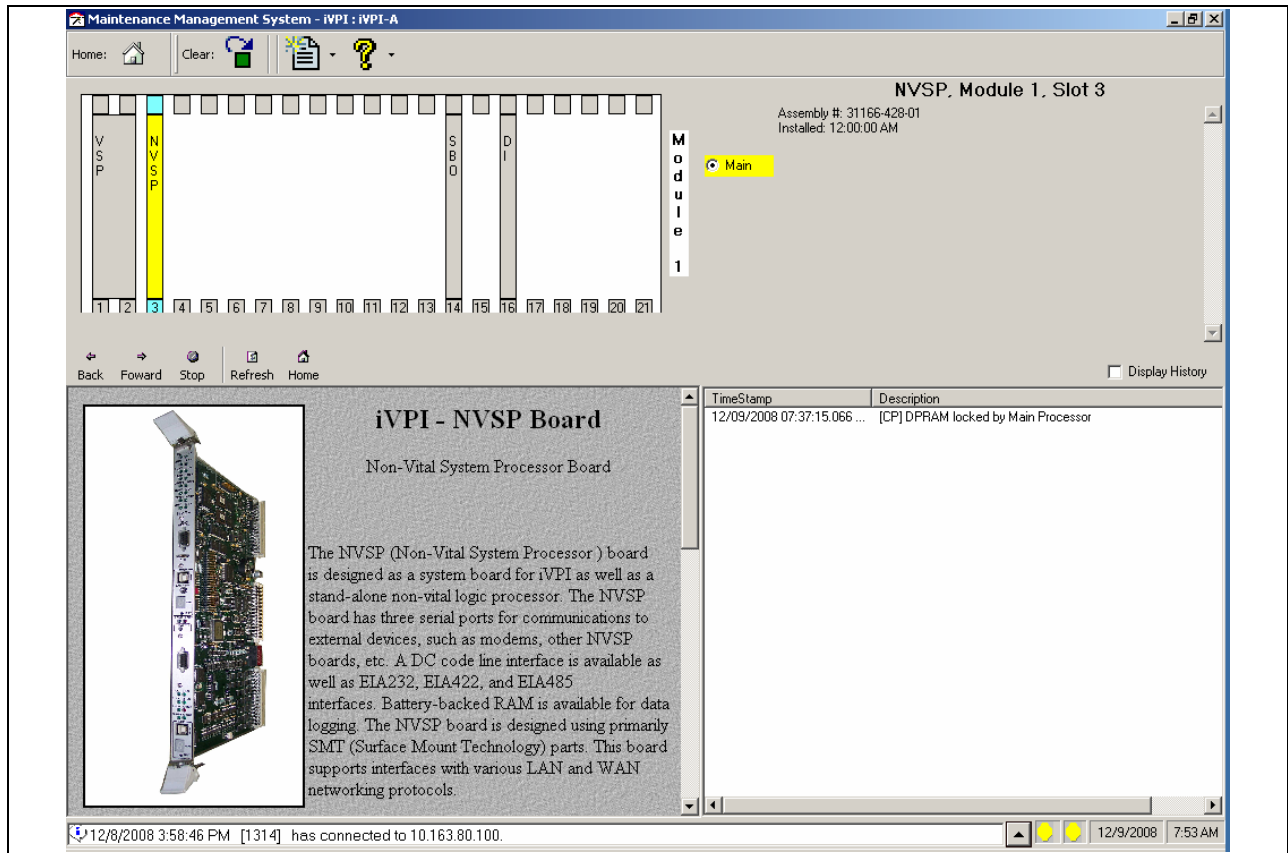 Maintenance Management System - iVPI : iVPI-A
Home:
Clear:
NVSP, Module 1, Slot 3
Assembly #: 31166-428-01
Installed: 12:00:00 AM
Main
VSP
NVSP
SBO
DI
Module 1
1 2 3 4 5 6 7 8 9 10 11 12 13 14 15 16 17 18 19 20 21
Back Foward Stop Refresh Home
Display History
iVPI - NVSP Board
Non-Vital System Processor Board
The NVSP (Non-Vital System Processor ) board
is designed as a system board for iVPI as well as a
stand-alone non-vital logic processor. The NVSP
board has three serial ports for communications to
external devices, such as modems, other NVSP
boards, etc. A DC code line interface is available as
well as EIA232, EIA422, and EIA485
interfaces. Battery-backed RAM is available for data
logging. The NVSP board is designed using primarily
SMT (Surface Mount Technology) parts. This board
supports interfaces with various LAN and WAN
networking protocols.
TimeStamp Description
12/09/2008 07:37:15.066 ... [CP] DPRAM locked by Main Processor
12/8/2008 3:58:46 PM [1314] has connected to 10.163.80.100.
12/9/2008 7:53 AM